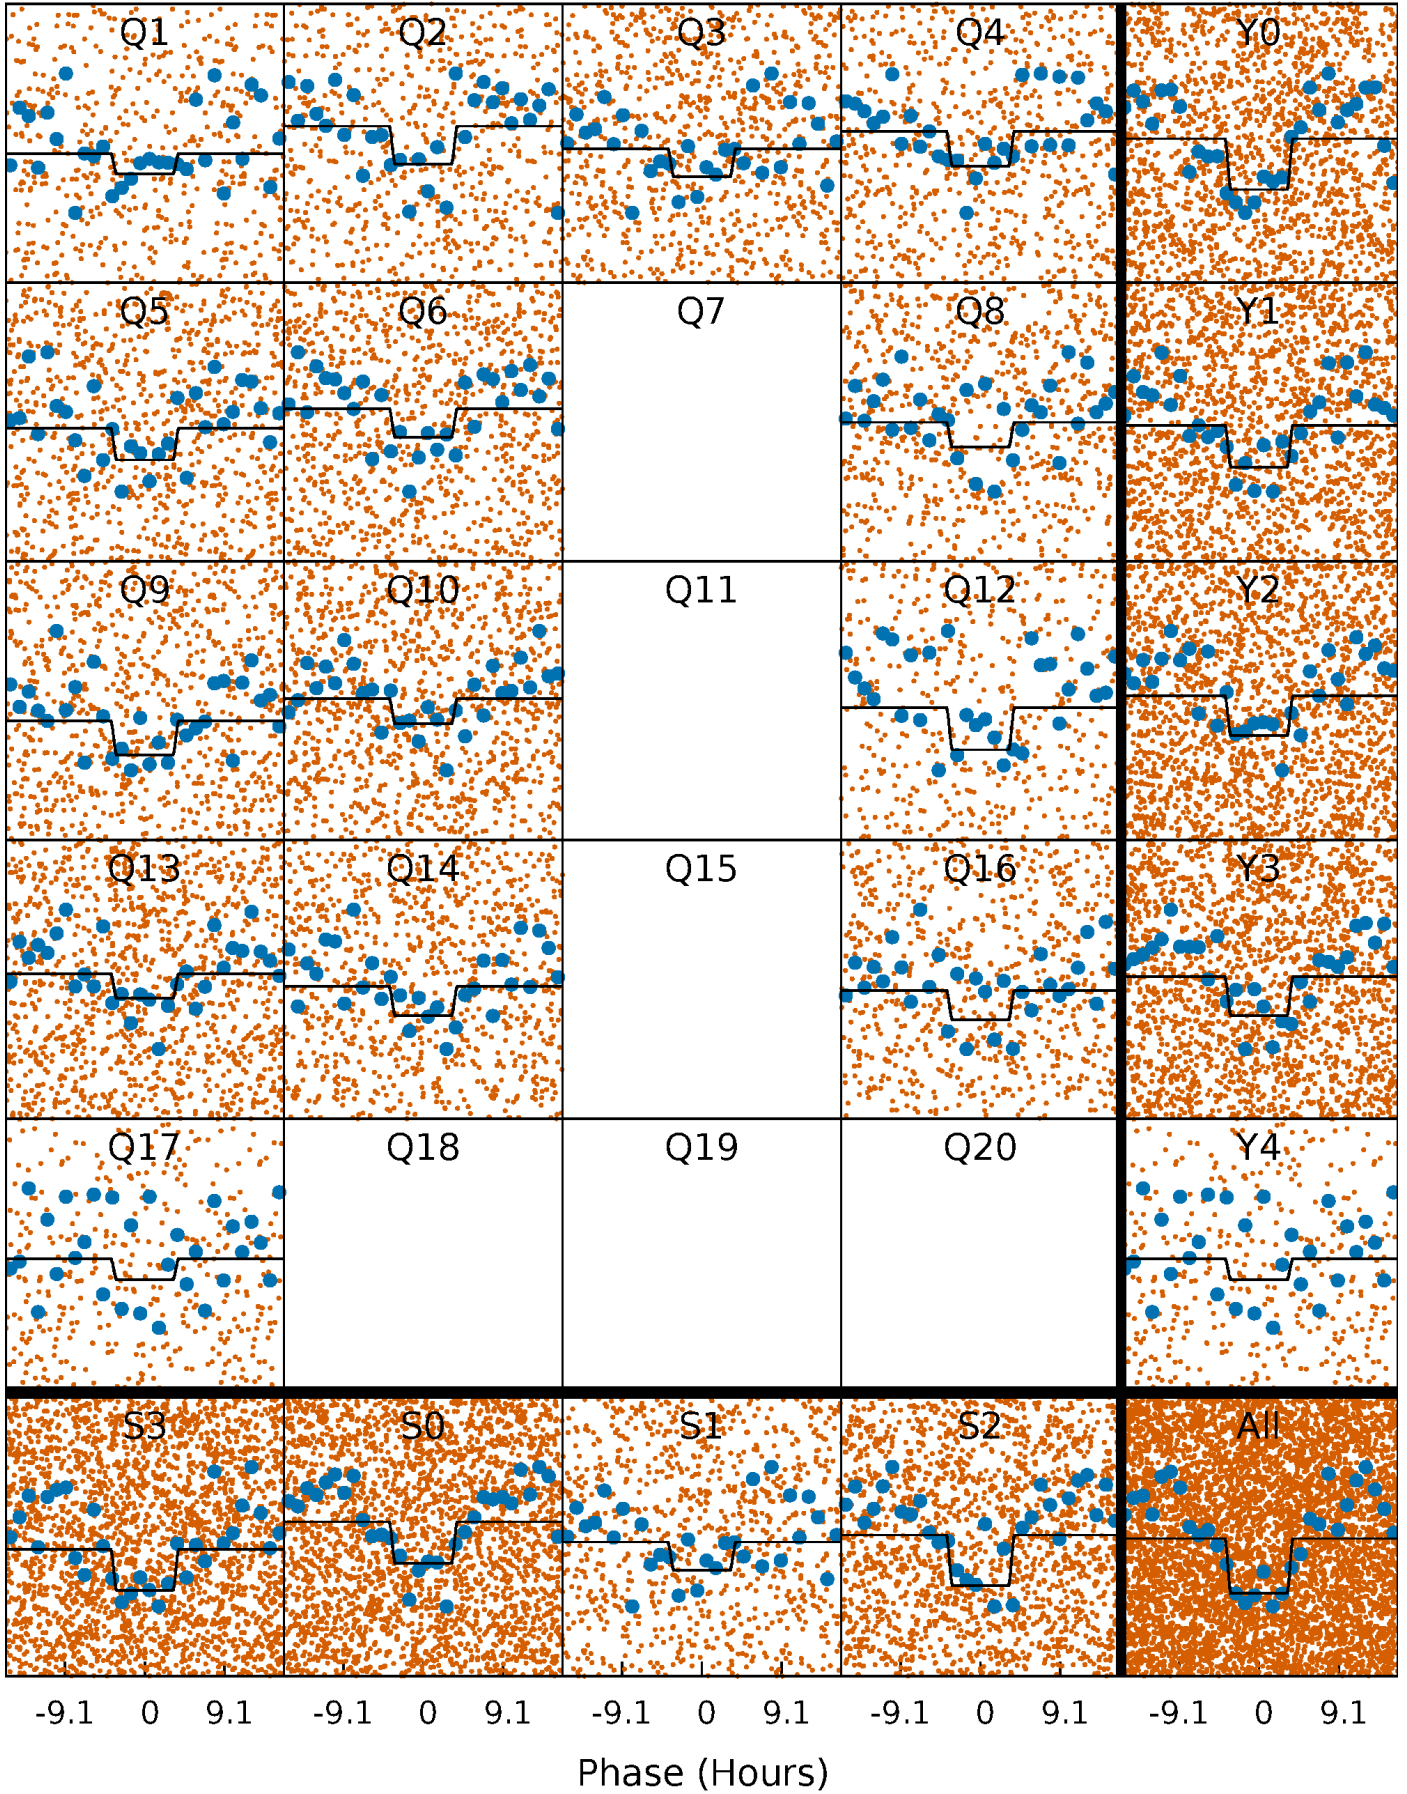 Q1 Q2 Q3 Q4 Y0
Q5 Q6 Q7 Q8 Y1
Q9 Q10 Q11 Q12 Y2
Q13 Q14 Q15 Q16 Y3
Q17 Q18 Q19 Q20 Y4
S3 S0 S1 S2 All
-9.1 0 9.1 -9.1 0 9.1 -9.1 0 9.1 -9.1 0 9.1 -9.1 0 9.1
Phase (Hours)